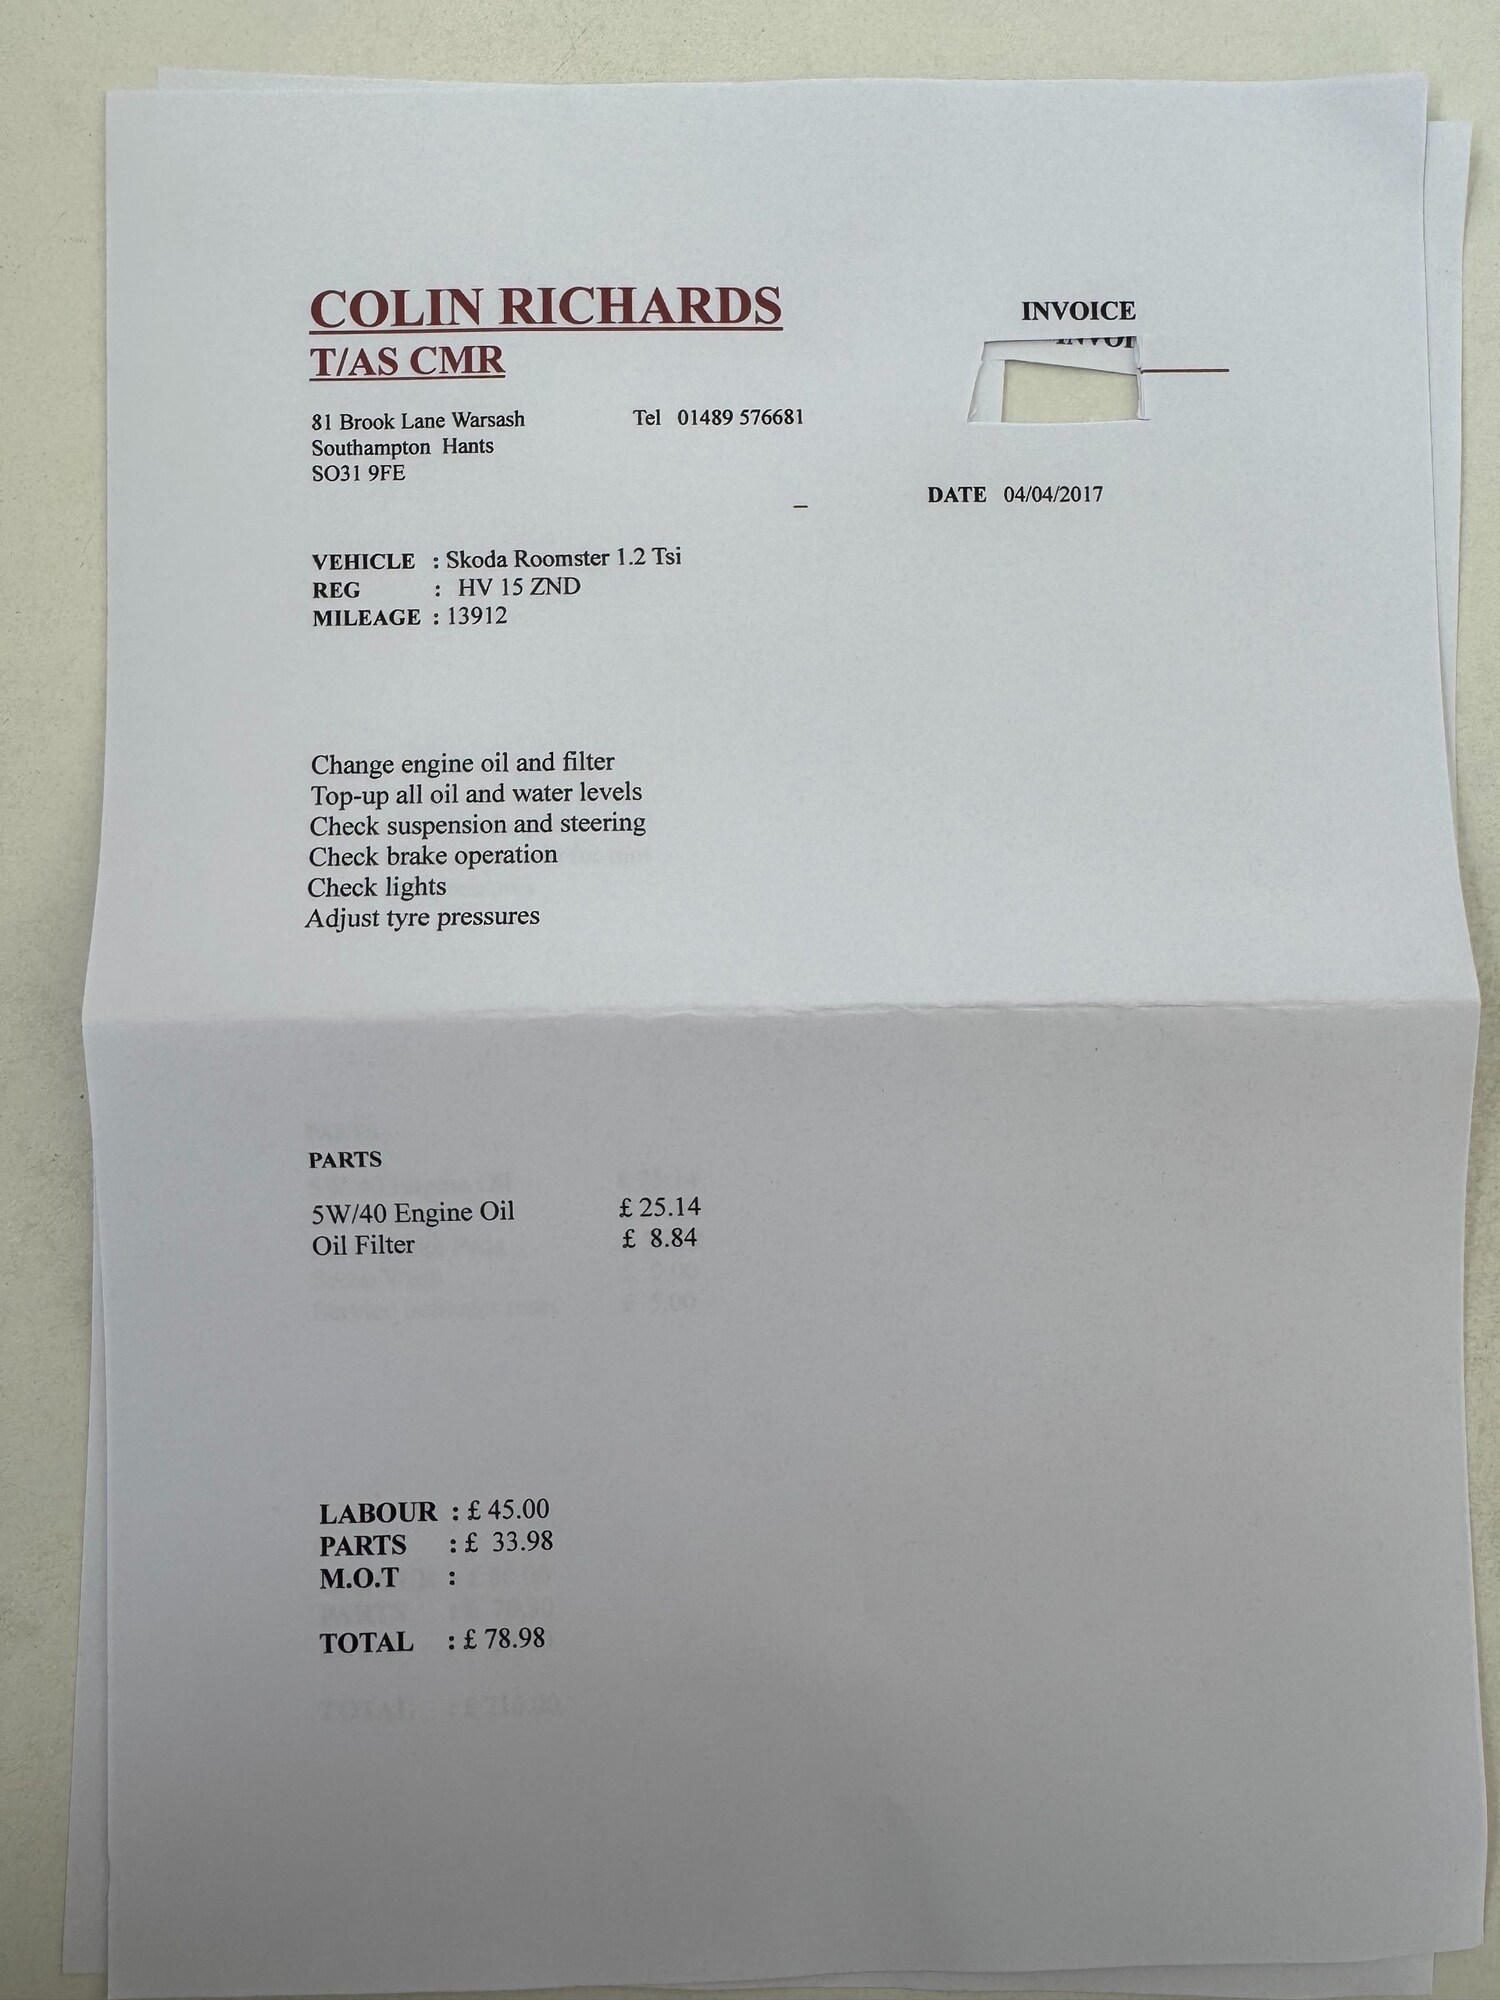 COLIN RICHARDS
INVOICE
T/AS CMR
81 Brook Lane Warsash
Tel 01489 576681
Southampton Hants
SO31 9FE
DATE 04/04/2017
VEHICLE : Skoda Roomster 1.2 Tsi
REG : HV 15 ZND
MILEAGE : 13912
Change engine oil and filter
Top-up all oil and water levels
Check suspension and steering
Check brake operation
Check lights
Adjust tyre pressures
PARTS
5W/40 Engine Oil £ 25.14
Oil Filter £ 8.84
LABOUR : £ 45.00
PARTS : £ 33.98
M.O.T :
TOTAL : £ 78.98